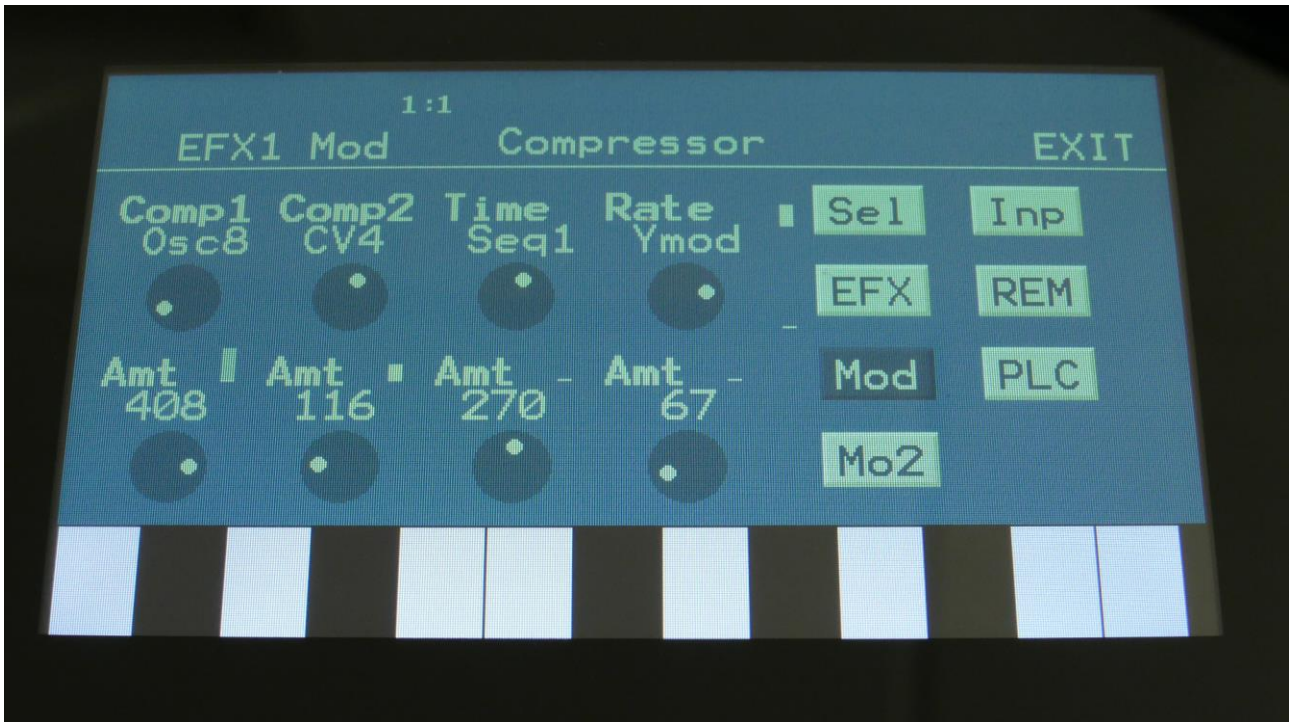 1:1
EFX1 Mod Compressor EXIT
Comp1 Comp2 Time Rate Sel Inp
Osc8 CV4 Seq1 Ymod
EFX REM
Amt Amt Amt Amt Mod PLC
408 116 270 67
Mo2